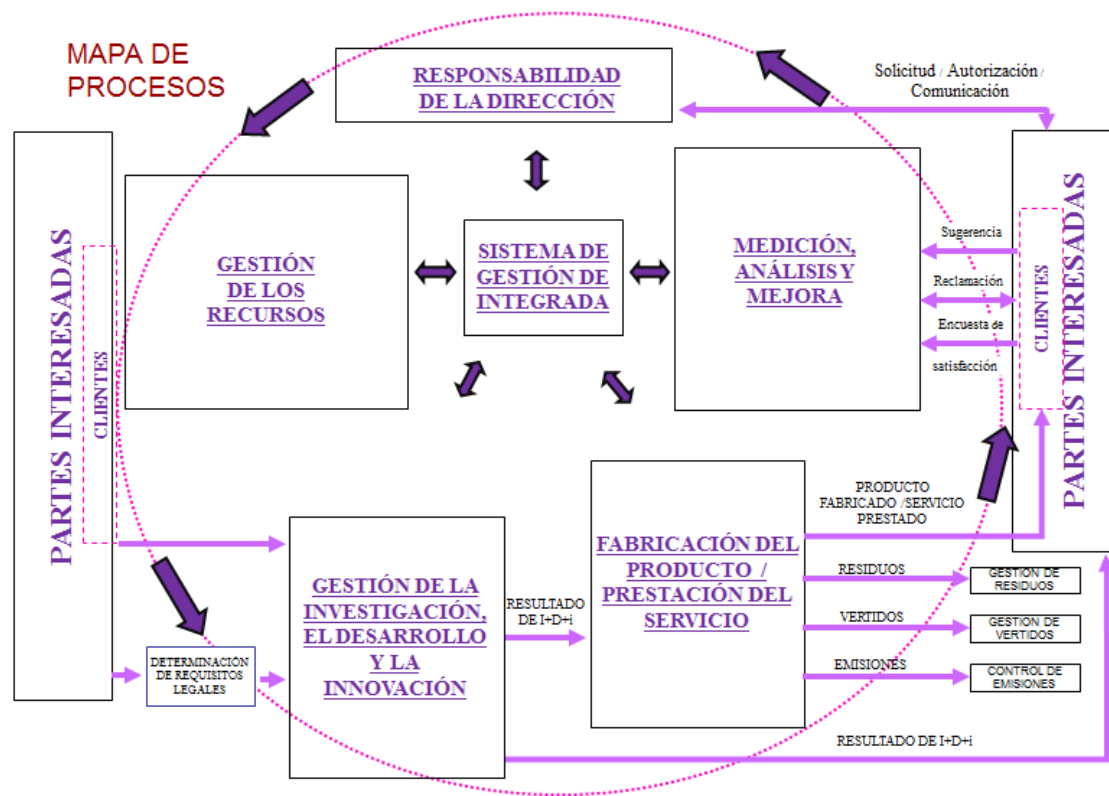 MAPA DE
PROCESOS
RESPONSABILIDAD
DE LA DIRECCIÓN
Solicitud / Autorización /
Comunicación
PARTES INTERESADAS
CLIENTES
GESTIÓN
DE LOS
RECURSOS
SISTEMA DE
GESTIÓN DE
INTEGRADA
MEDICIÓN,
ANÁLISIS Y
MEJORA
Sugerencia
Reclamación
Encuesta de
satisfacción
CLIENTES
PARTES INTERESADAS
DETERMINACIÓN
DE REQUISITOS
LEGALES
GESTIÓN DE LA
INVESTIGACIÓN,
EL DESARROLLO
Y LA
INNOVACIÓN
RESULTADO
DE I+D+i
FABRICACIÓN DEL
PRODUCTO /
PRESTACIÓN DEL
SERVICIO
PRODUCTO
FABRICADO /SERVICIO
PRESTADO
RESIDUOS
GESTIÓN DE
RESIDUOS
VERTIDOS
GESTIÓN DE
VERTIDOS
EMISIONES
CONTROL DE
EMISIONES
RESULTADO DE I+D+i